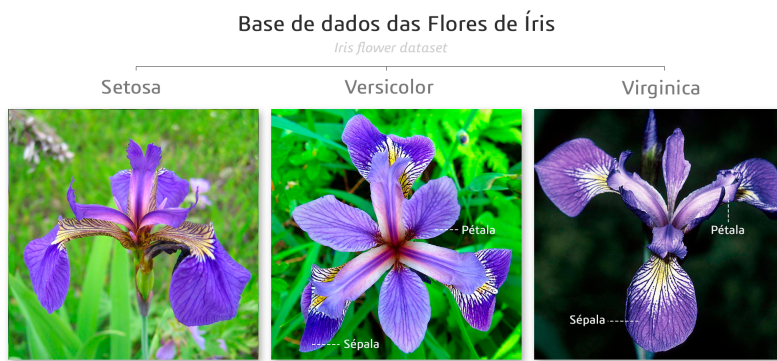 Base de dados das Flores de Íris
Iris flower dataset
Setosa
Versicolor
Virginica
Pétala
Sépala
Pétala
Sépala